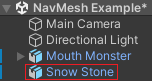 NavMesh Example*
Main Camera
Directional Light
Mouth Monster
Snow Stone